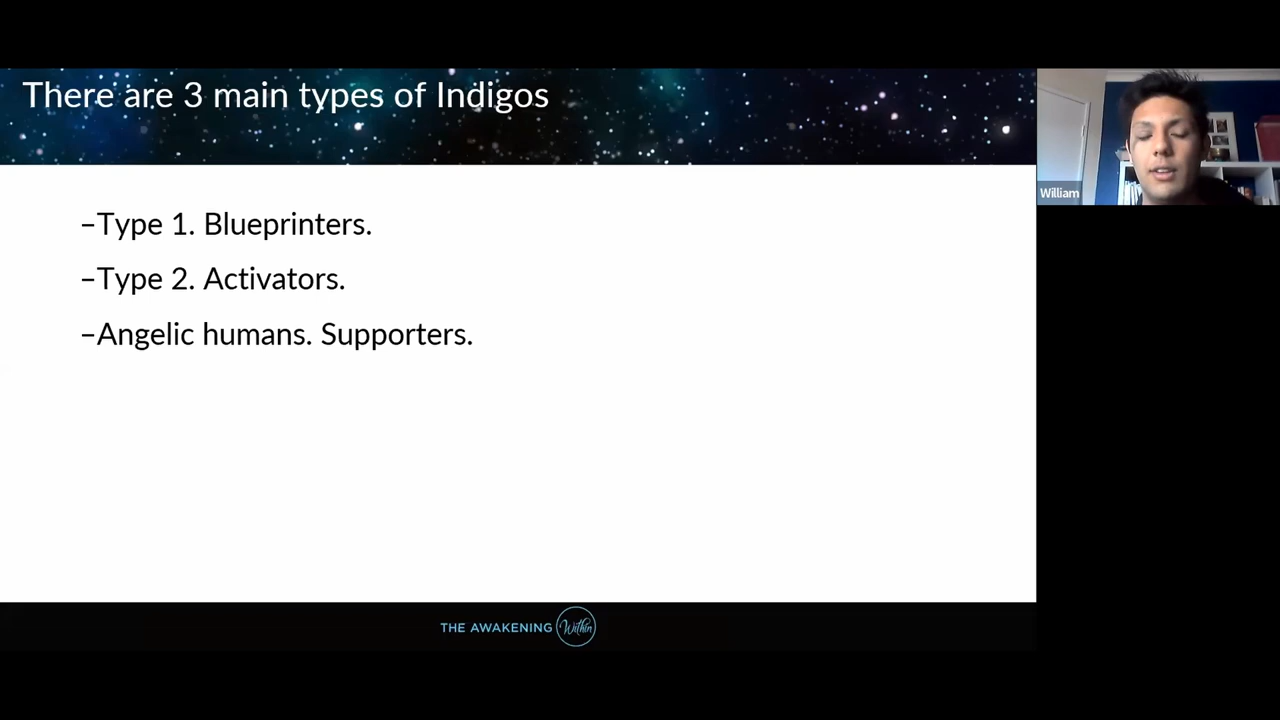 There are 3 main types of Indigos
–Type 1. Blueprinters.
–Type 2. Activators.
–Angelic humans. Supporters.
William
THE AWAKENING Within